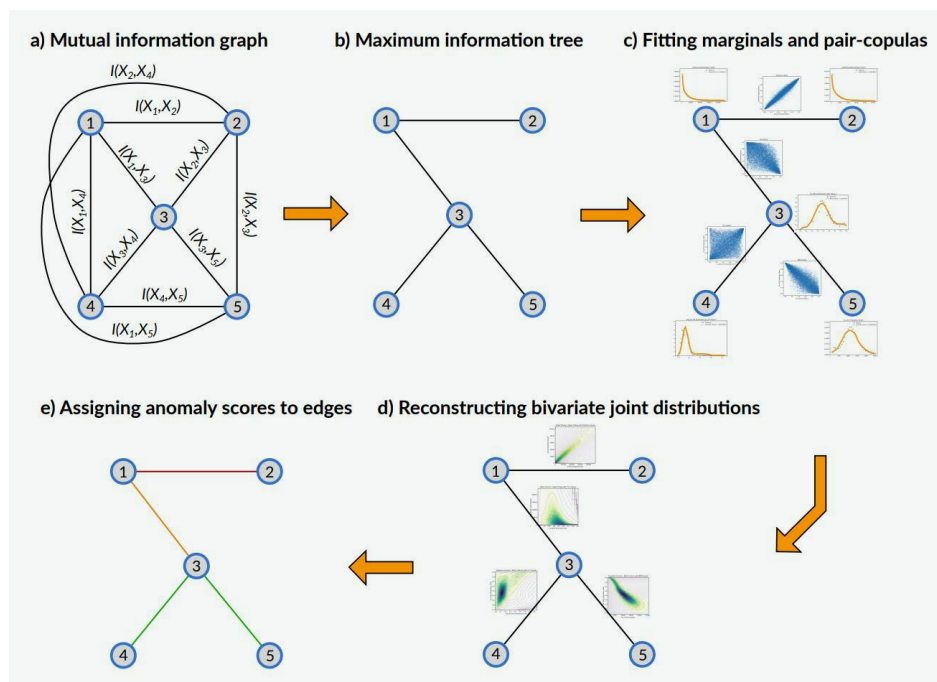 a) Mutual information graph
I(X2,X4)
I(X1,X2)
1
2
I(X1,X3)
I(X2,X3)
I(X1,X4)
3
I(X2,X3)
I(X3,X4)
I(X3,X5)
4
I(X4,X5)
5
I(X1,X5)
b) Maximum information tree
1
2
3
4
5
c) Fitting marginals and pair-copulas
1
2
3
4
5
e) Assigning anomaly scores to edges
1
2
3
4
5
d) Reconstructing bivariate joint distributions
1
2
3
4
5